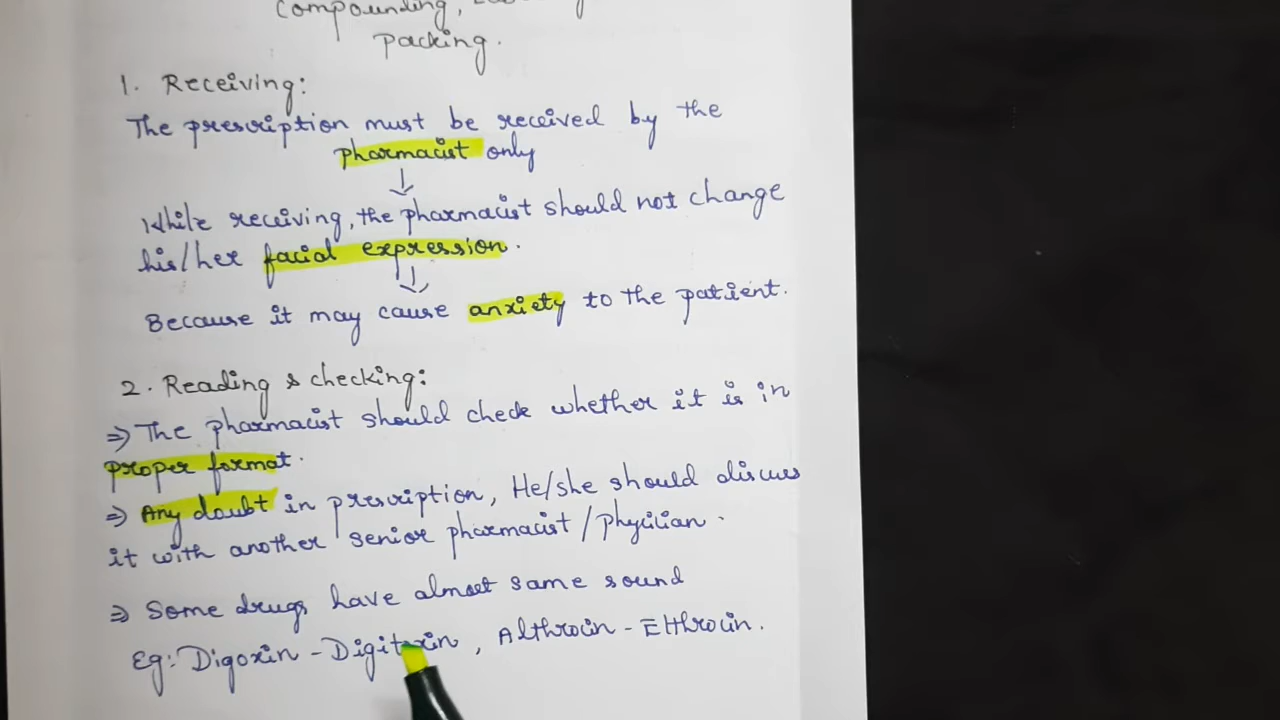 compounding,
packing.
1. Receiving:
The prescription must be received by the
pharmacist only
↓
While receiving, the pharmacist should not change
his/her facial expression.
↓
Because it may cause anxiety to the patient.
2. Reading & checking:
⇒ The pharmacist should check whether it is in
proper format.
⇒ Any doubt in prescription, He/she should discuss
it with another senior pharmacist/phycician.
⇒ Some drugs have almost same sound
Eg: Digoxin - Digitoxin, Althrocin - Elthrocin.